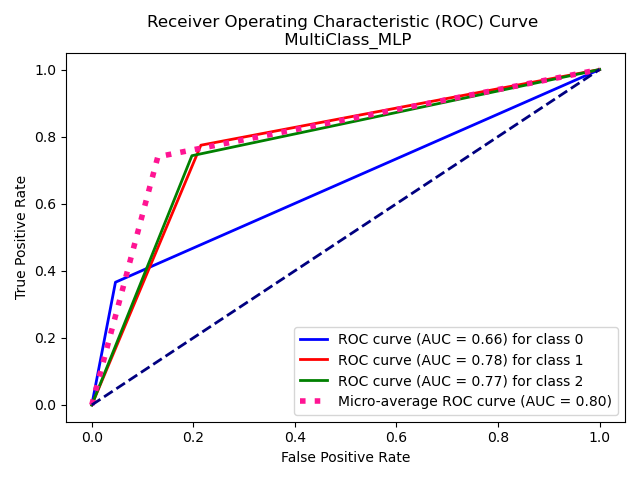 Receiver Operating Characteristic (ROC) Curve
MultiClass_MLP
1.0
0.8
0.6
0.4
0.2
0.0
True Positive Rate
ROC curve (AUC = 0.66) for class 0
ROC curve (AUC = 0.78) for class 1
ROC curve (AUC = 0.77) for class 2
Micro-average ROC curve (AUC = 0.80)
0.0 0.2 0.4 0.6 0.8 1.0
False Positive Rate